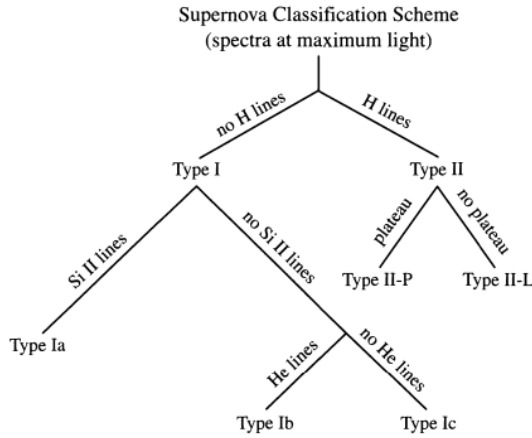 Supernova Classification Scheme
(spectra at maximum light)
no H lines
H lines
Type I
Type II
Si II lines
no Si II lines
plateau
no plateau
Type II-P
Type II-L
Type Ia
He lines
no He lines
Type Ib
Type Ic